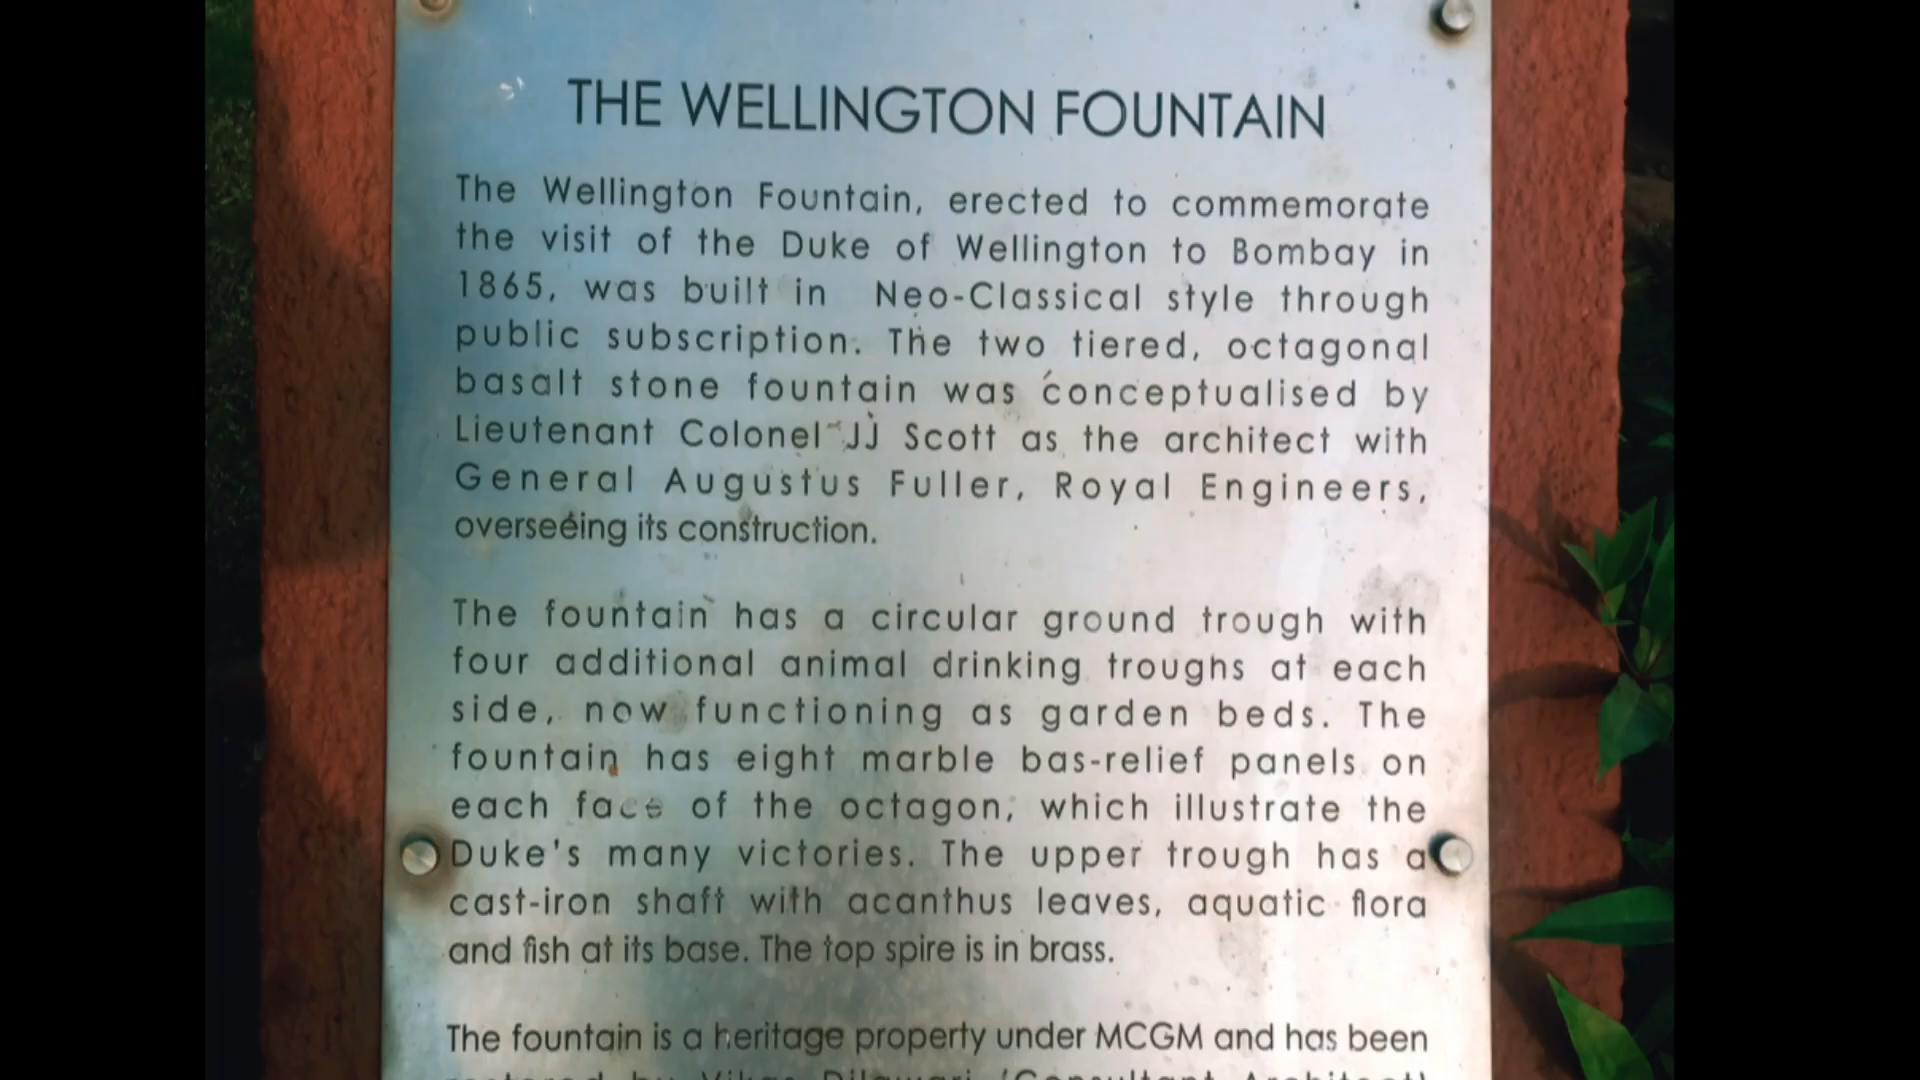 THE WELLINGTON FOUNTAIN
The Wellington Fountain, erected to commemorate
the visit of the Duke of Wellington to Bombay in
1865, was built in Neo-Classical style through
public subscription. The two tiered, octagonal
basalt stone fountain was conceptualised by
Lieutenant Colonel JJ Scott as the architect with
General Augustus Fuller, Royal Engineers,
overseeing its construction.
The fountain has a circular ground trough with
four additional animal drinking troughs at each
side, now functioning as garden beds. The
fountain has eight marble bas-relief panels on
each face of the octagon, which illustrate the
Duke's many victories. The upper trough has a
cast-iron shaft with acanthus leaves, aquatic flora
and fish at its base. The top spire is in brass.
The fountain is a heritage property under MCGM and has been